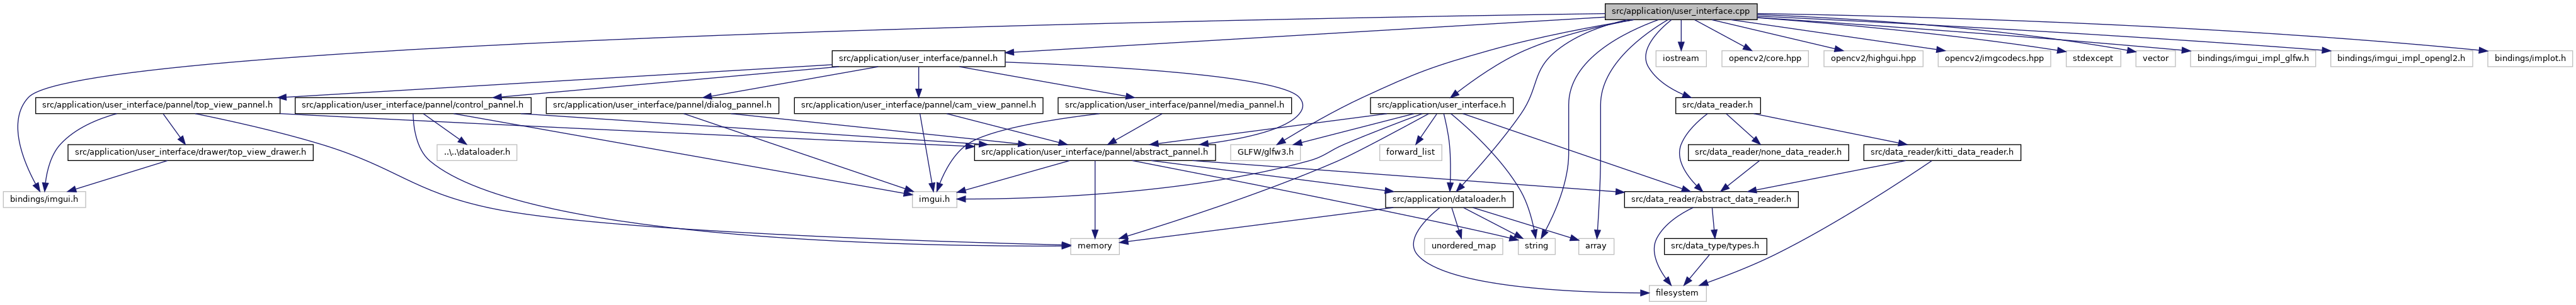 src/application/user_interface.cpp
src/application/user_interface/pannel.h
iostream
opencv2/core.hpp
opencv2/highgui.hpp
opencv2/imgcodecs.hpp
stdexcept
vector
bindings/imgui_impl_glfw.h
bindings/imgui_impl_opengl2.h
bindings/implot.h
src/application/user_interface/pannel/top_view_pannel.h
src/application/user_interface/pannel/control_pannel.h
src/application/user_interface/pannel/dialog_pannel.h
src/application/user_interface/pannel/cam_view_pannel.h
src/application/user_interface/pannel/media_pannel.h
src/application/user_interface.h
src/data_reader.h
src/application/user_interface/drawer/top_view_drawer.h
..\..\dataloader.h
src/application/user_interface/pannel/abstract_pannel.h
GLFW/glfw3.h
forward_list
src/data_reader/none_data_reader.h
src/data_reader/kitti_data_reader.h
bindings/imgui.h
imgui.h
src/application/dataloader.h
src/data_reader/abstract_data_reader.h
memory
unordered_map
string
array
src/data_type/types.h
filesystem